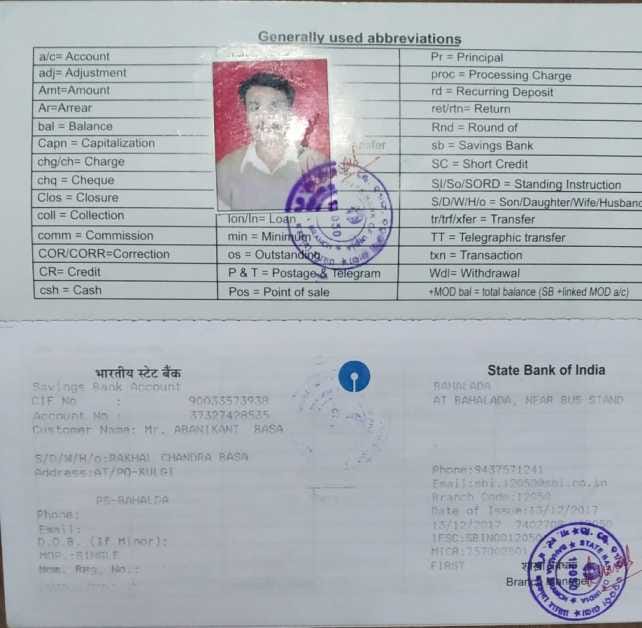 Generally used abbreviations
a/c= Account
Pr = Principal
adj= Adjustment
proc = Processing Charge
Amt=Amount
rd = Recurring Deposit
Ar=Arrear
ret/rtn= Return
bal = Balance
Rnd = Round of
Capn = Capitalization
sb = Savings Bank
chg/ch= Charge
SC = Short Credit
chq = Cheque
SI/So/SORD = Standing Instruction
Clos = Closure
S/D/W/H/o = Son/Daughter/Wife/Husband
coll = Collection
lon/ln= Loan
tr/trf/xfer = Transfer
comm = Commission
min = Minimum
TT = Telegraphic transfer
COR/CORR=Correction
os = Outstanding
txn = Transaction
CR= Credit
P & T = Postage & Telegram
Wdl= Withdrawal
csh = Cash
Pos = Point of sale
+MOD bal = total balance (SB +linked MOD a/c)
भारतीय स्टेट बैंक
State Bank of India
Savings Bank Account
CIF No : 90033573938
Account No : 37327428535
Customer Name: Mr. ABANIKANT BASA
S/D/W/H/o:RAKHAL CHANDRA BASA
Address:AT/PO-KULGI
PS-BAHALDA
Phone:
Email:
D.O.B. (If Minor):
MOP.:SINGLE
Nom. Reg. No.:
BAHALADA
AT BAHALADA, NEAR BUS STAND
Phone:9437571241
Email:sbi.12050@sbi.co.in
Branch Code:12050
Date of Issue:13/12/2017
13/12/2017
IFSC:SBIN0012050
MICR:757002501
FIRST
शाखा प्रबंधक
Branch Manager